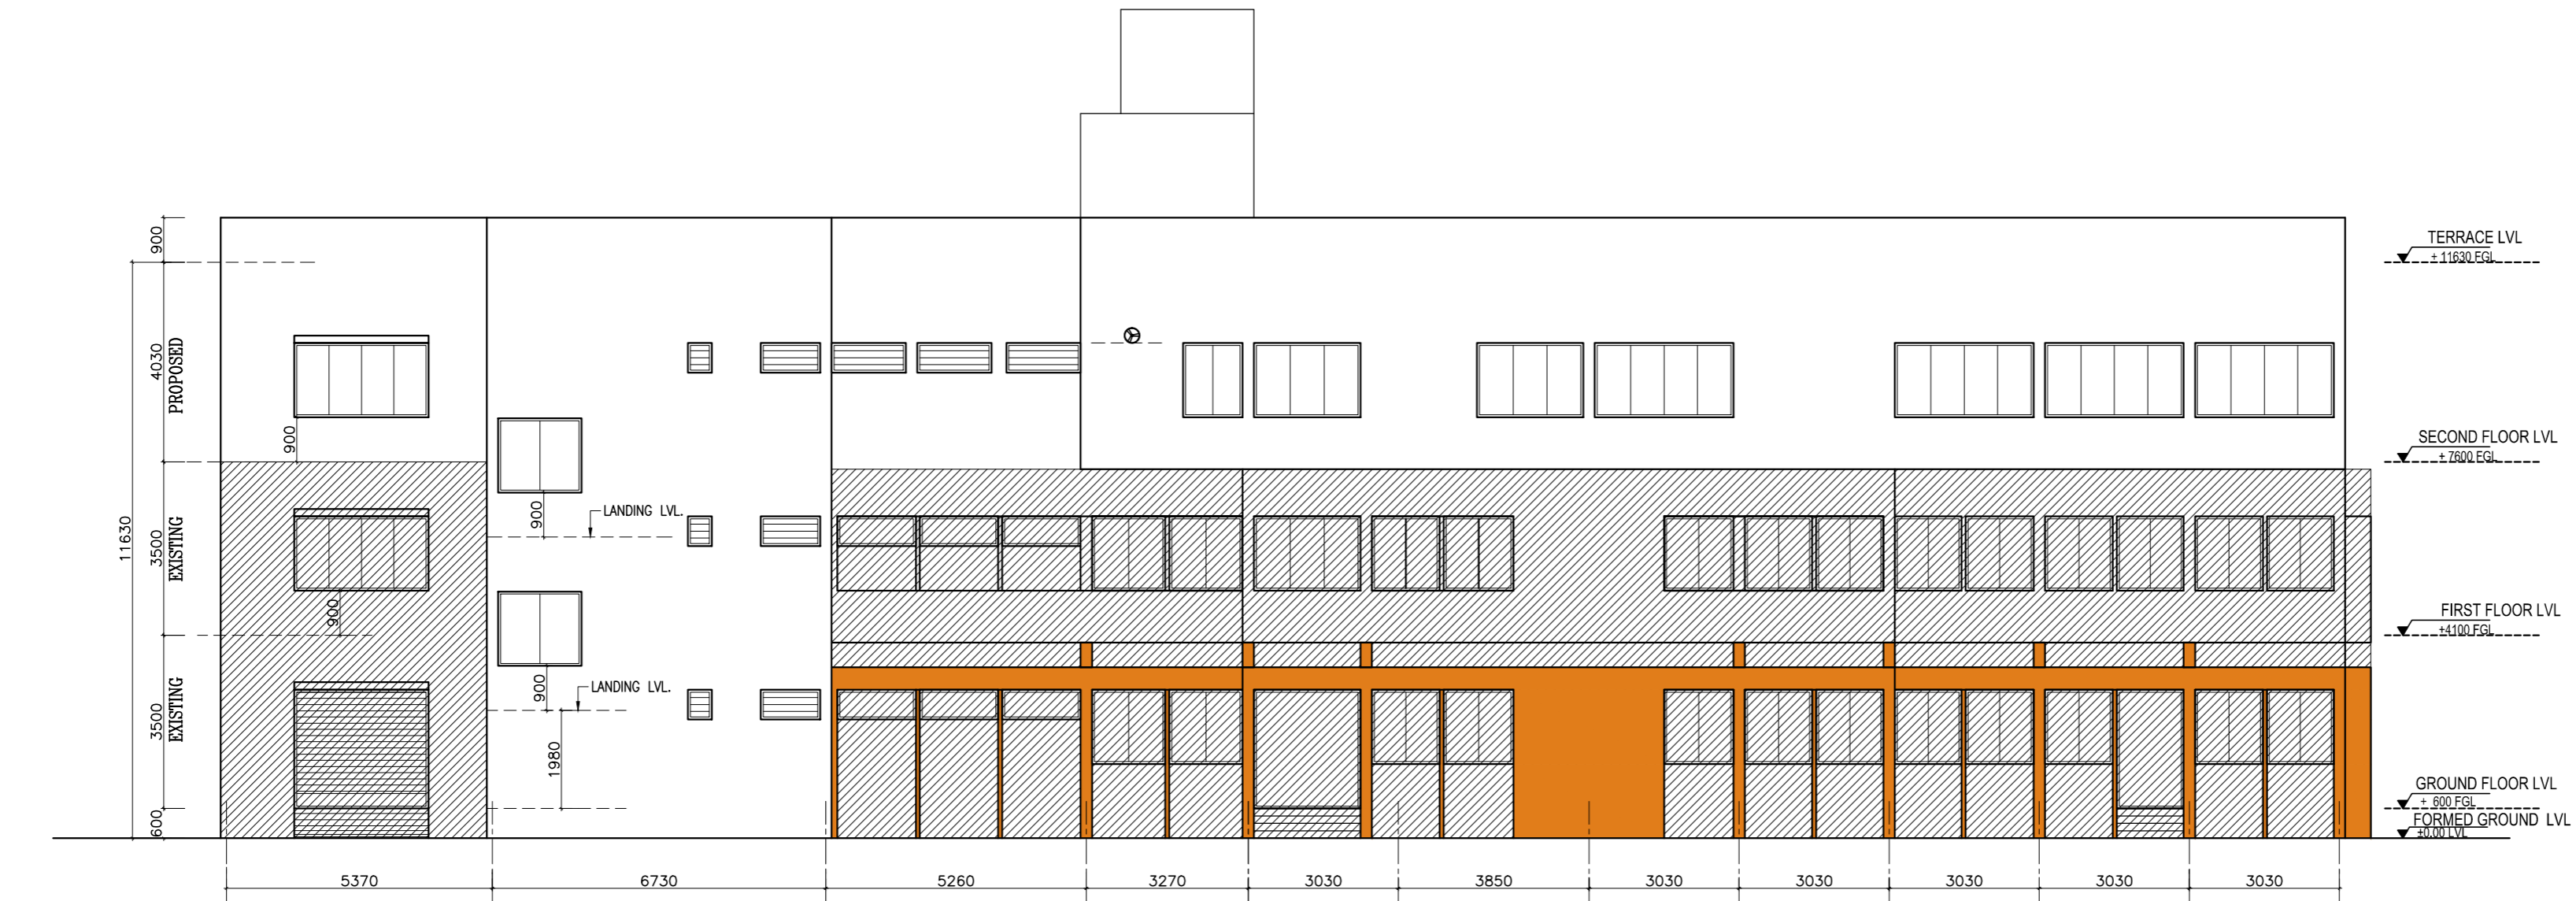 900
4030
PROPOSED
900
11630
3500
EXISTING
900
3500
EXISTING
600
900
LANDING LVL.
900
LANDING LVL.
1980
TERRACE LVL
+ 11630 FGL
SECOND FLOOR LVL
+ 7600 FGL
FIRST FLOOR LVL
+4100 FGL
GROUND FLOOR LVL
+ 600 FGL
FORMED GROUND LVL
±0.00 LVL
5370 6730 5260 3270 3030 3850 3030 3030 3030 3030 3030